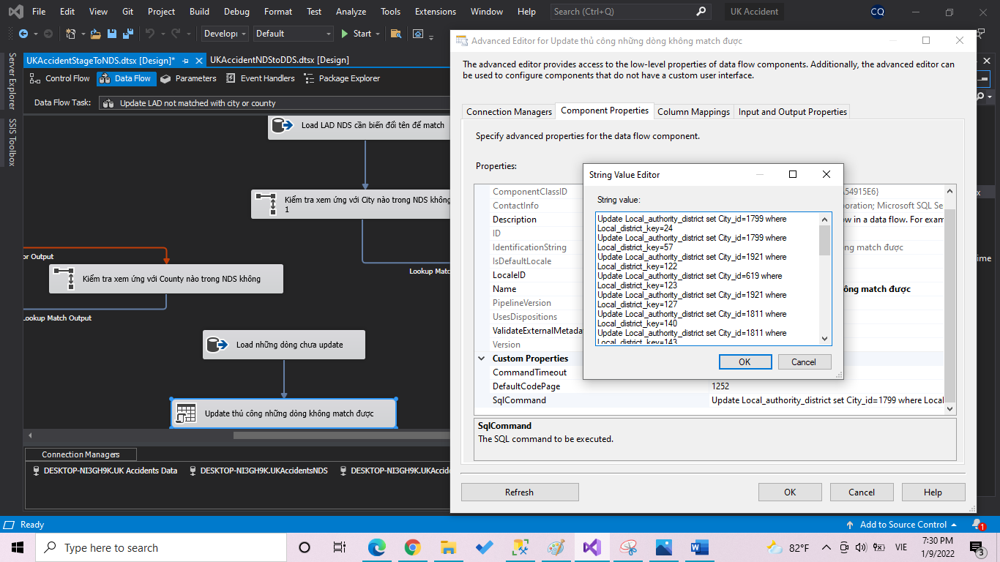 File Edit View Git Project Build Debug Format Test Analyze Tools Extensions Window Help Search (Ctrl+Q) UK Accident CQ
Developi Default Start
UKAccidentStageToNDS.dtsx [Design]* UKAccidentNDStoDDS.dtsx [Design]
Control Flow Data Flow Parameters Event Handlers Package Explorer
Data Flow Task: Update LAD not matched with city or county
Server Explorer
SSIS Toolbox
Load LAD NDS cần biến đổi tên để match
Kiểm tra xem ứng với City nào trong NDS không
1
or Output
Kiểm tra xem ứng với County nào trong NDS không
Lookup Matc
Lookup Match Output
Load những dòng chưa update
Update thủ công những dòng không match được
Connection Managers
DESKTOP-NI3GH9K.UK Accidents Data DESKTOP-NI3GH9K.UKAccidentsNDS DESKTOP-NI3GH9K.UKAccic
Advanced Editor for Update thủ công những dòng không match được
The advanced editor provides access to the low-level properties of data flow components. Additionally, the advanced editor can
be used to configure components that do not have a custom user interface.
Connection Managers Component Properties Column Mappings Input and Output Properties
Specify advanced properties for the data flow component.
Properties:
ComponentClassID A54915E6}
ContactInfo poration; Microsoft SQL Se
Description ow in a data flow. For exam
ID
IdentificationString ng match được
IsDefaultLocale
LocaleID
Name ông match được
PipelineVersion
UsesDispositions
ValidateExternalMetada
Version
Custom Properties
CommandTimeout
DefaultCodePage 1252
SqlCommand Update Local_authority_district set City_id=1799 where Local
SqlCommand
The SQL command to be executed.
Refresh OK Cancel Help
String Value Editor
String value:
Update Local_authority_district set City_id=1799 where
Local_district_key=24
Update Local_authority_district set City_id=1799 where
Local_district_key=57
Update Local_authority_district set City_id=1921 where
Local_district_key=122
Update Local_authority_district set City_id=619 where
Local_district_key=123
Update Local_authority_district set City_id=1921 where
Local_district_key=127
Update Local_authority_district set City_id=1811 where
Local_district_key=140
Update Local_authority_district set City_id=1811 where
Local_district_key=143
OK Cancel
x
ime
Ready Add to Source Control 1
Type here to search 82°F VIE 7:30 PM
1/9/2022 3